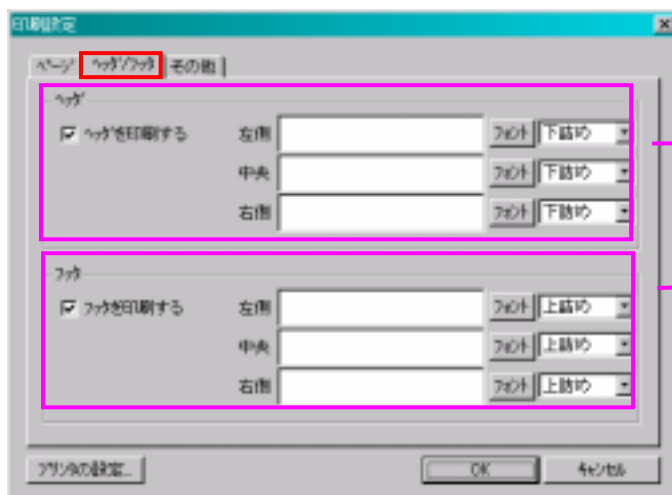 印刷設定
ﾍﾟｰｼﾞ ﾍｯﾀﾞ/ﾌｯﾀ その他
ﾍｯﾀﾞ
ﾍｯﾀﾞを印刷する 左側 ﾌｫﾝﾄ 下詰め
中央 ﾌｫﾝﾄ 下詰め
右側 ﾌｫﾝﾄ 下詰め
ﾌｯﾀ
ﾌｯﾀを印刷する 左側 ﾌｫﾝﾄ 上詰め
中央 ﾌｫﾝﾄ 上詰め
右側 ﾌｫﾝﾄ 上詰め
ﾌﾟﾘﾝﾀの設定... OK ｷｬﾝｾﾙ